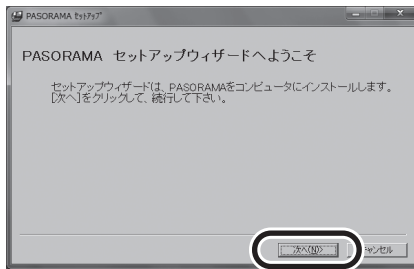 PASORAMA ｾｯﾄｱｯﾌﾟ
PASORAMA セットアップウィザードへようこそ
セットアップウィザードは、PASORAMAをコンピュータにインストールします。
[次へ]をクリックして、続行して下さい。
次へ(N)> キャンセル